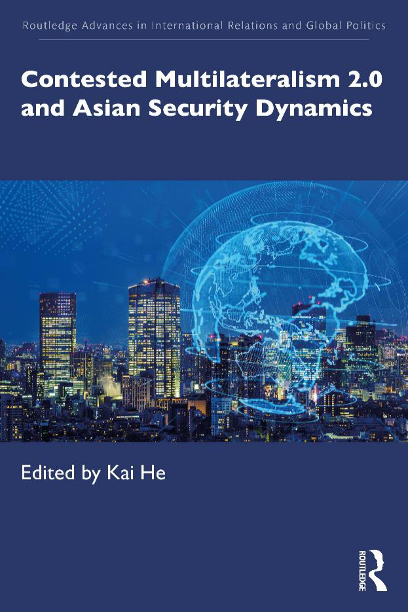 Routledge Advances in International Relations and Global Politics
Contested Multilateralism 2.0
and Asian Security Dynamics
Edited by Kai He
ROUTLEDGE